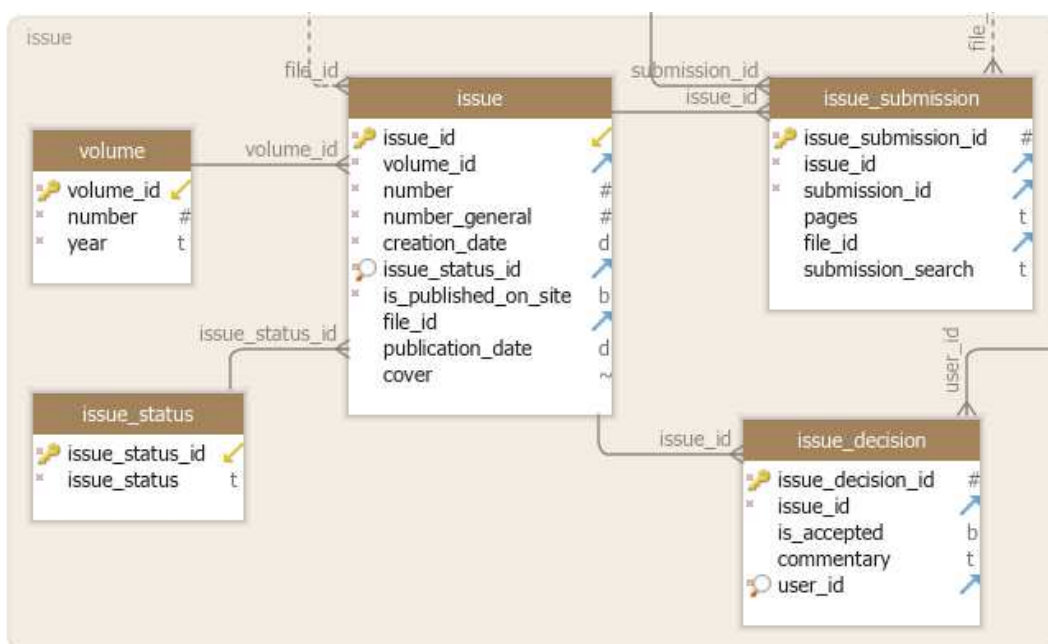 issue
file_id
submission_id
issue_id
file_
issue
issue_id
volume_id
number #
number_general #
creation_date d
issue_status_id
is_published_on_site b
file_id
publication_date d
cover ~
issue_submission
issue_submission_id #
issue_id
submission_id
pages t
file_id
submission_search t
volume
volume_id
number #
year t
volume_id
issue_status_id
issue_status
issue_status_id
issue_status t
issue_id
user_id
issue_decision
issue_decision_id #
issue_id
is_accepted b
commentary t
user_id